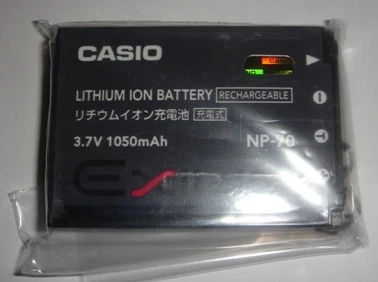 CASIO
LITHIUM ION BATTERY RECHARGEABLE
リチウムイオン充電池 充電式
3.7V 1050mAh NP-70